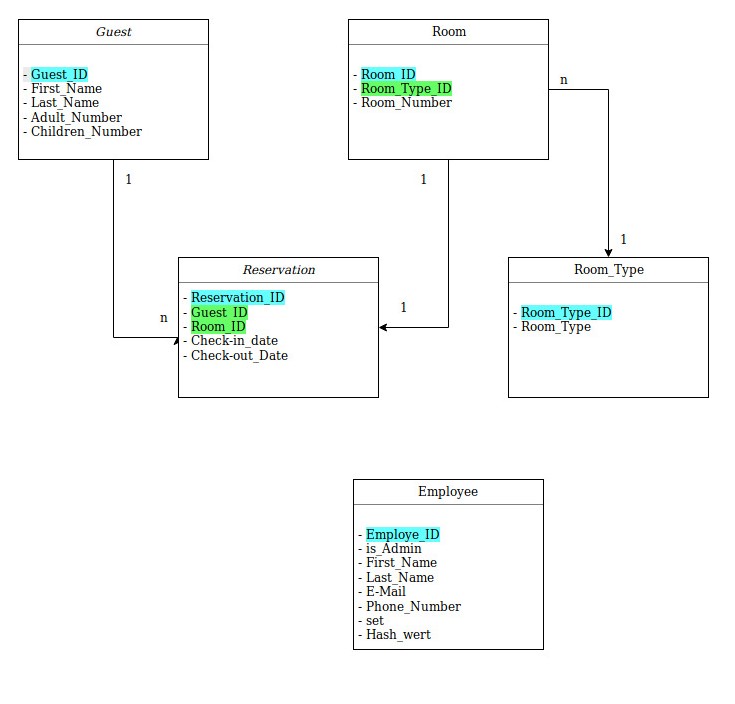 Guest
- Guest_ID
- First_Name
- Last_Name
- Adult_Number
- Children_Number
1
Room
- Room_ID
- Room_Type_ID
- Room_Number
n
1
1
Reservation
- Reservation_ID
- Guest_ID
- Room_ID
- Check-in_date
- Check-out_Date
n
1
Room_Type
- Room_Type_ID
- Room_Type
Employee
- Employe_ID
- is_Admin
- First_Name
- Last_Name
- E-Mail
- Phone_Number
- set
- Hash_wert